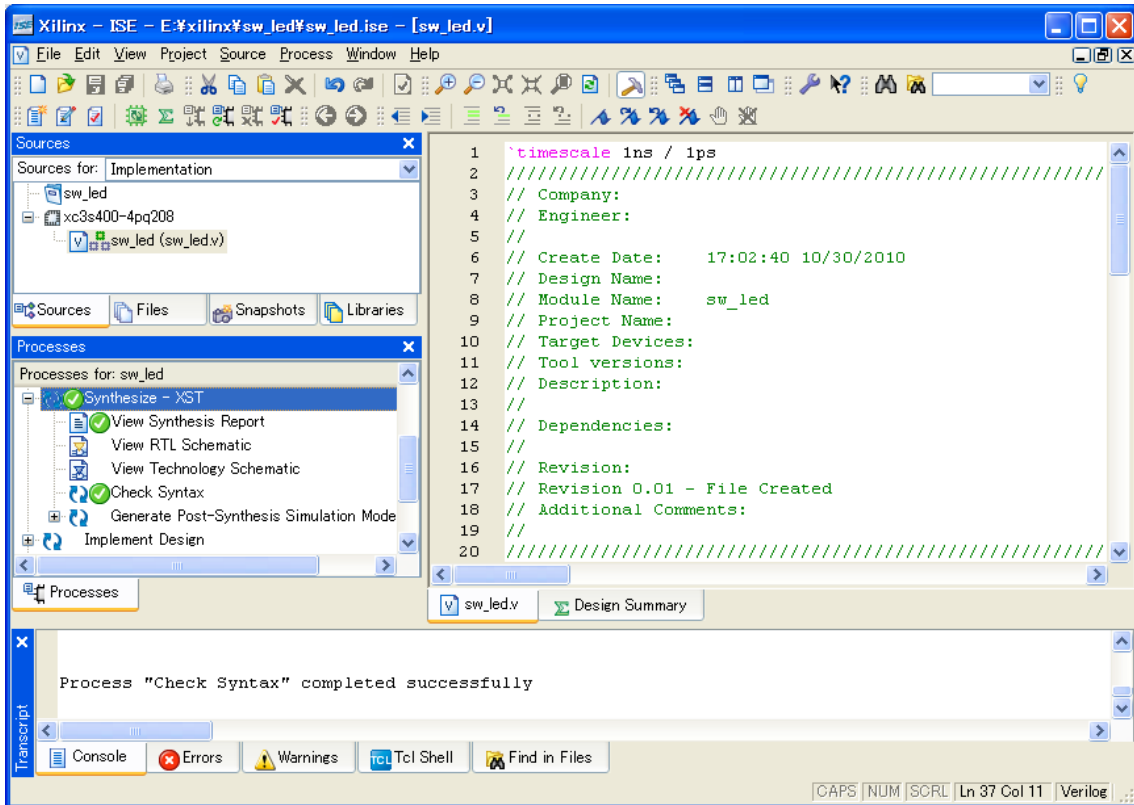 Xilinx - ISE - E:¥xilinx¥sw_led¥sw_led.ise - [sw_led.v]
File Edit View Project Source Process Window Help
Sources
Sources for: Implementation
sw_led
xc3s400-4pq208
sw_led (sw_led.v)
Sources Files Snapshots Libraries
Processes
Processes for: sw_led
Synthesize - XST
View Synthesis Report
View RTL Schematic
View Technology Schematic
Check Syntax
Generate Post-Synthesis Simulation Mode
Implement Design
Processes
1 `timescale 1ns / 1ps
2 /////////////////////////////////////////////////////////
3 // Company:
4 // Engineer:
5 //
6 // Create Date: 17:02:40 10/30/2010
7 // Design Name:
8 // Module Name: sw_led
9 // Project Name:
10 // Target Devices:
11 // Tool versions:
12 // Description:
13 //
14 // Dependencies:
15 //
16 // Revision:
17 // Revision 0.01 - File Created
18 // Additional Comments:
19 //
20 /////////////////////////////////////////////////////////
sw_led.v Design Summary
Process "Check Syntax" completed successfully
Transcript
Console Errors Warnings TCL Tcl Shell Find in Files
CAPS NUM SCRL Ln 37 Col 11 Verilog